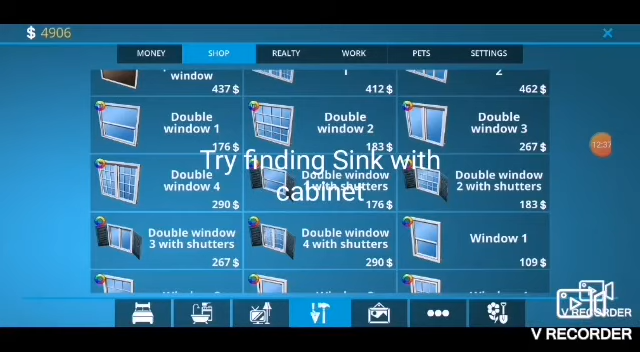 $ 4906
MONEY SHOP REALTY WORK PETS SETTINGS
window
437 $
1
412 $
2
462 $
Double
window 1
176 $
Double
window 2
183 $
Double
window 3
267 $
Try finding Sink with
cabinet
Double
window 4
290 $
Double window
1 with shutters
176 $
Double window
2 with shutters
183 $
Double window
3 with shutters
267 $
Double window
4 with shutters
290 $
Window 1
109 $
12:37
V RECORDER
V RECORDER